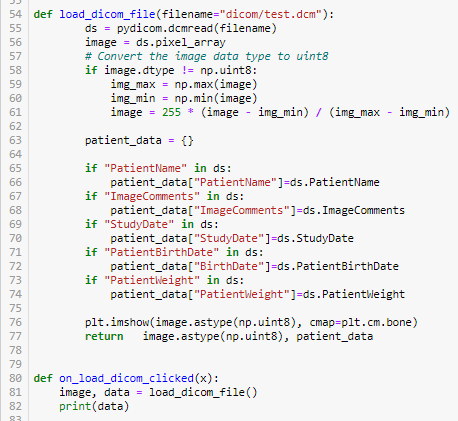 54 def load_dicom_file(filename="dicom/test.dcm"):
55 ds = pydicom.dcmread(filename)
56 image = ds.pixel_array
57 # Convert the image data type to uint8
58 if image.dtype != np.uint8:
59 img_max = np.max(image)
60 img_min = np.min(image)
61 image = 255 * (image - img_min) / (img_max - img_min)
62
63 patient_data = {}
64
65 if "PatientName" in ds:
66 patient_data["PatientName"]=ds.PatientName
67 if "ImageComments" in ds:
68 patient_data["ImageComments"]=ds.ImageComments
69 if "StudyDate" in ds:
70 patient_data["StudyDate"]=ds.StudyDate
71 if "PatientBirthDate" in ds:
72 patient_data["BirthDate"]=ds.PatientBirthDate
73 if "PatientWeight" in ds:
74 patient_data["PatientWeight"]=ds.PatientWeight
75
76 plt.imshow(image.astype(np.uint8), cmap=plt.cm.bone)
77 return   image.astype(np.uint8), patient_data
78
79
80 def on_load_dicom_clicked(x):
81 image, data = load_dicom_file()
82 print(data)